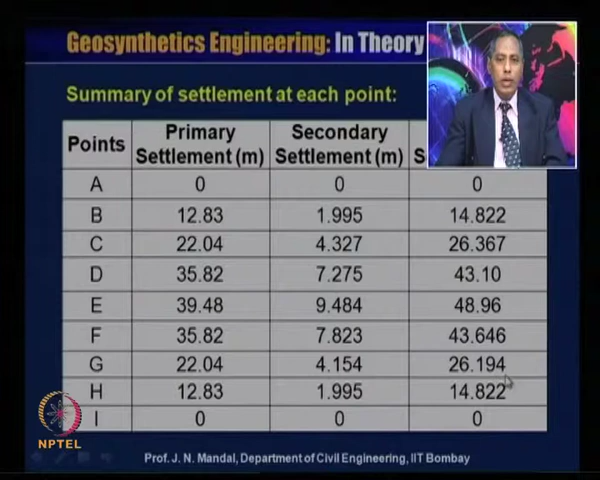 Geosynthetics Engineering: In Theory
Summary of settlement at each point:
Points Primary Settlement (m) Secondary Settlement (m)
A 0 0 0
B 12.83 1.995 14.822
C 22.04 4.327 26.367
D 35.82 7.275 43.10
E 39.48 9.484 48.96
F 35.82 7.823 43.646
G 22.04 4.154 26.194
H 12.83 1.995 14.822
I 0 0 0
NPTEL
Prof. J. N. Mandal, Department of Civil Engineering, IIT Bombay